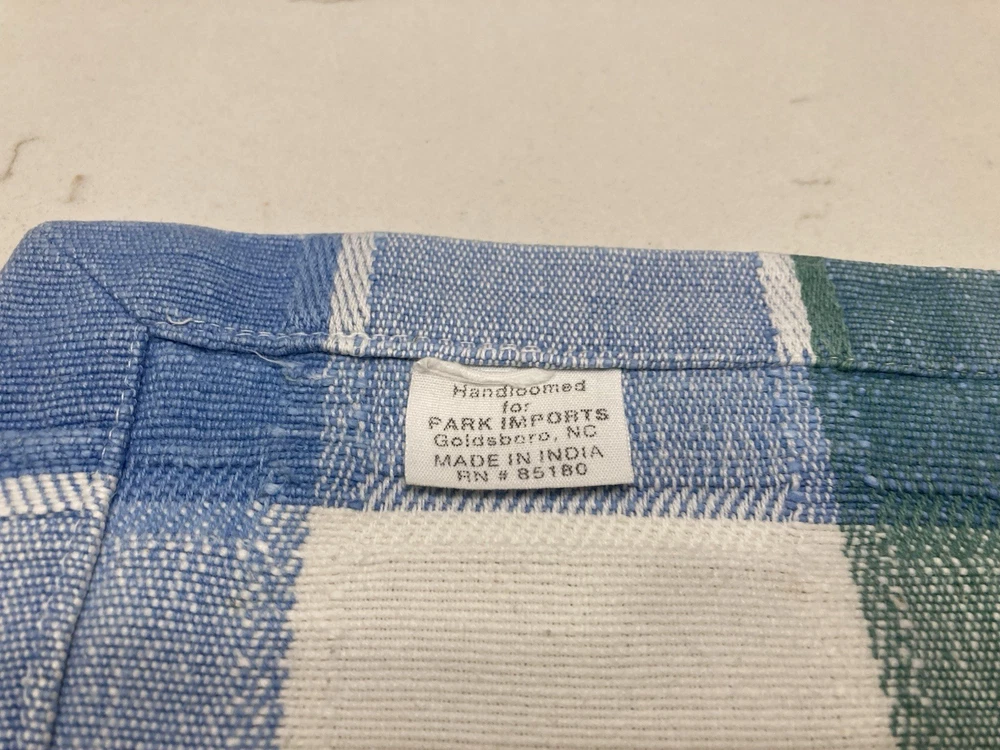 Handloomed
for
PARK IMPORTS
Goldsboro, NC
MADE IN INDIA
RN # 85180